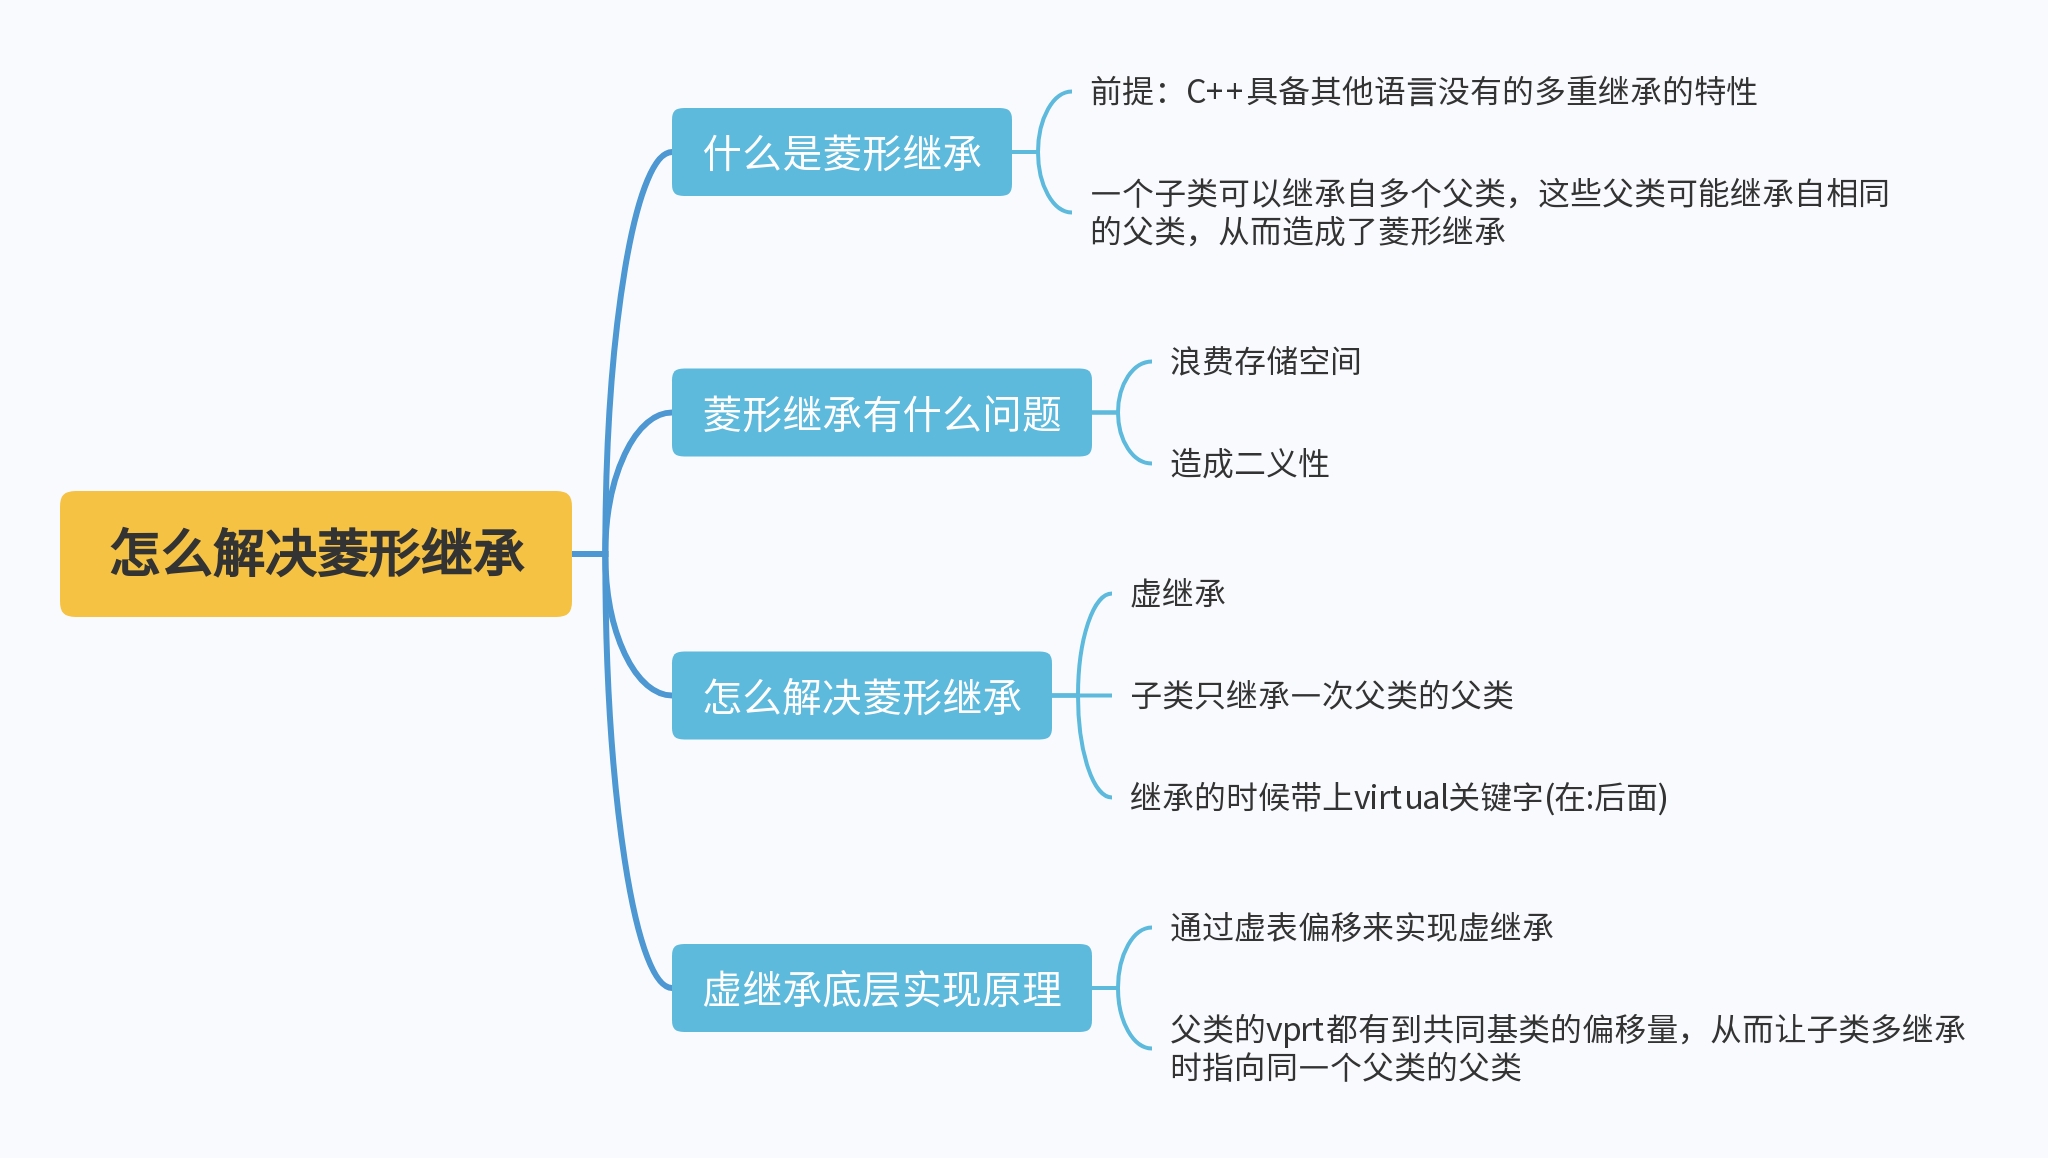 怎么解决菱形继承
什么是菱形继承
前提：C++具备其他语言没有的多重继承的特性
一个子类可以继承自多个父类，这些父类可能继承自相同
的父类，从而造成了菱形继承
菱形继承有什么问题
浪费存储空间
造成二义性
怎么解决菱形继承
虚继承
子类只继承一次父类的父类
继承的时候带上virtual关键字(在:后面)
虚继承底层实现原理
通过虚表偏移来实现虚继承
父类的vprt都有到共同基类的偏移量，从而让子类多继承
时指向同一个父类的父类